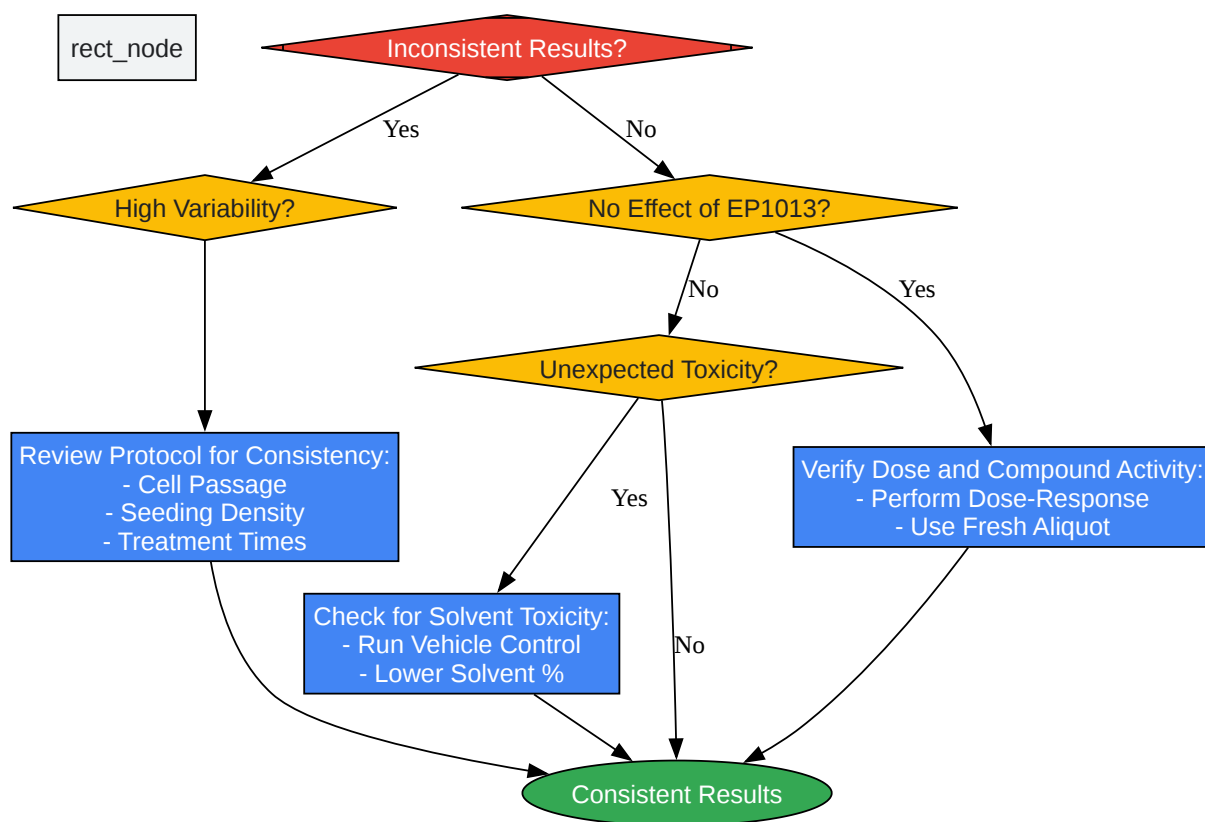 rect_node
Inconsistent Results?
Yes
No
High Variability?
No Effect of EP1013?
No
Yes
Unexpected Toxicity?
Review Protocol for Consistency:
- Cell Passage
- Seeding Density
- Treatment Times
Verify Dose and Compound Activity:
- Perform Dose-Response
- Use Fresh Aliquot
Yes
Check for Solvent Toxicity:
- Run Vehicle Control
- Lower Solvent %
No
Consistent Results